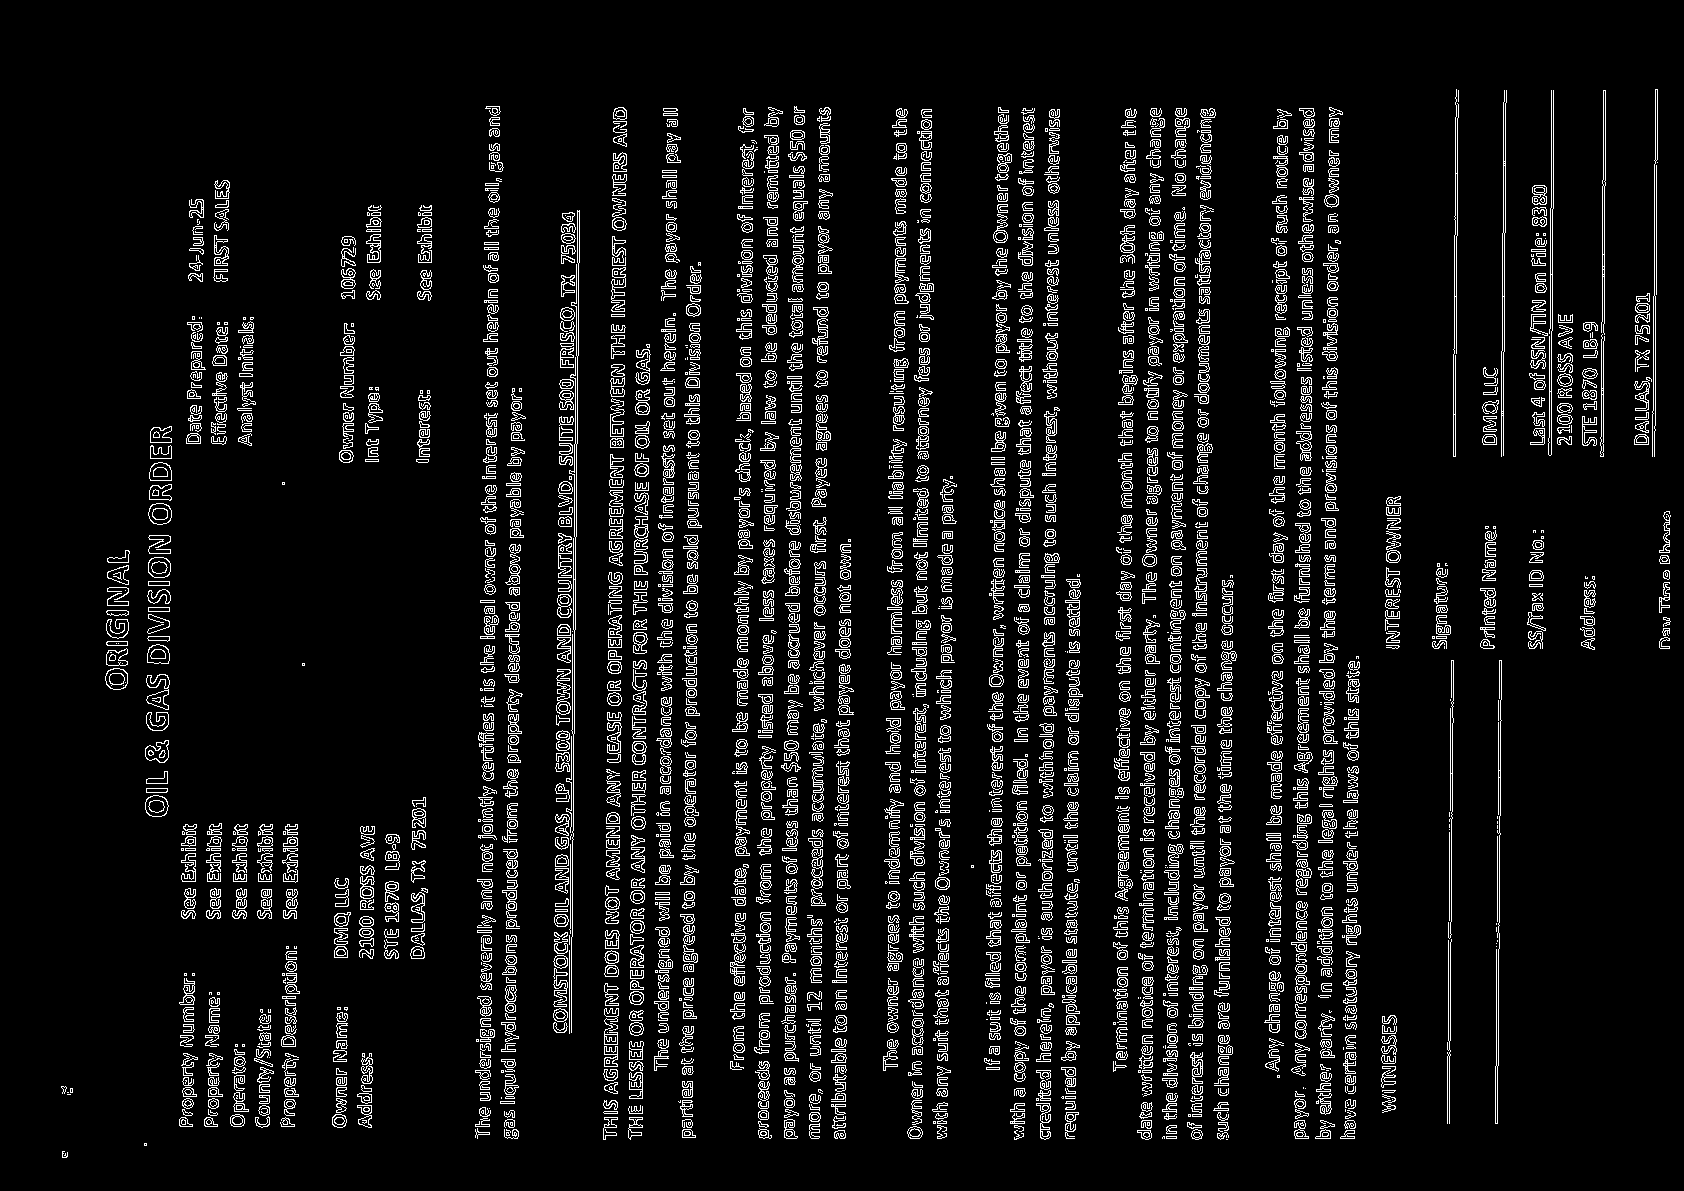 ORIGINAL
OIL & GAS DIVISION ORDER
Property Number: See Exhibit Date Prepared: 24-Jun-25
Property Name: See Exhibit Effective Date: FIRST SALES
Operator: See Exhibit Analyst Initials:
County/State: See Exhibit
Property Description: See Exhibit
Owner Name: DMQ LLC Owner Number: 106729
Address: 2100 ROSS AVE Int Type: See Exhibit
STE 1870 LB-9
DALLAS, TX 75201 Interest: See Exhibit
The undersigned severally and not jointly certifies it is the legal owner of the interest set out herein of all the oil, gas and
gas liquid hydrocarbons produced from the property described above payable by payor:
COMSTOCK OIL AND GAS, LP, 5300 TOWN AND COUNTRY BLVD., SUITE 500, FRISCO, TX 75034
THIS AGREEMENT DOES NOT AMEND ANY LEASE OR OPERATING AGREEMENT BETWEEN THE INTEREST OWNERS AND
THE LESSEE OR OPERATOR OR ANY OTHER CONTRACTS FOR THE PURCHASE OF OIL OR GAS.
The undersigned will be paid in accordance with the division of interests set out herein. The payor shall pay all
parties at the price agreed to by the operator for production to be sold pursuant to this Division Order.
From the effective date, payment is to be made monthly by payor's check, based on this division of interest, for
proceeds from production from the property listed above, less taxes required by law to be deducted and remitted by
payor as purchaser. Payments of less than $50 may be accrued before disbursement until the total amount equals $50 or
more, or until 12 months' proceeds accumulate, whichever occurs first. Payee agrees to refund to payor any amounts
attributable to an interest or part of interest that payee does not own.
The owner agrees to indemnify and hold payor harmless from all liability resulting from payments made to the
Owner in accordance with such division of interest, including but not limited to attorney fees or judgments in connection
with any suit that affects the Owner's interest to which payor is made a party.
If a suit is filed that affects the interest of the Owner, written notice shall be given to payor by the Owner together
with a copy of the complaint or petition filed. In the event of a claim or dispute that affect title to the division of interest
credited herein, payor is authorized to withhold payments accruing to such interest, without interest unless otherwise
required by applicable statute, until the claim or dispute is settled.
Termination of this Agreement is effective on the first day of the month that begins after the 30th day after the
date written notice of termination is received by either party. The Owner agrees to notify payor in writing of any change
in the division of interest, including changes of interest contingent on payment of money or expiration of time. No change
of interest is binding on payor until the recorded copy of the instrument of change or documents satisfactory evidencing
such change are furnished to payor at the time the change occurs.
Any change of interest shall be made effective on the first day of the month following receipt of such notice by
payor. Any correspondence regarding this Agreement shall be furnished to the addresses listed unless otherwise advised
by either party. In addition to the legal rights provided by the terms and provisions of this division order, an Owner may
have certain statutory rights under the laws of this state.
WITNESSES INTEREST OWNER
Signature:
Printed Name: DMQ LLC
SS/Tax ID No.: Last 4 of SSN/TIN on File: 8380
2100 ROSS AVE
Address: STE 1870 LB-9
DALLAS, TX 75201
Day Time Phone